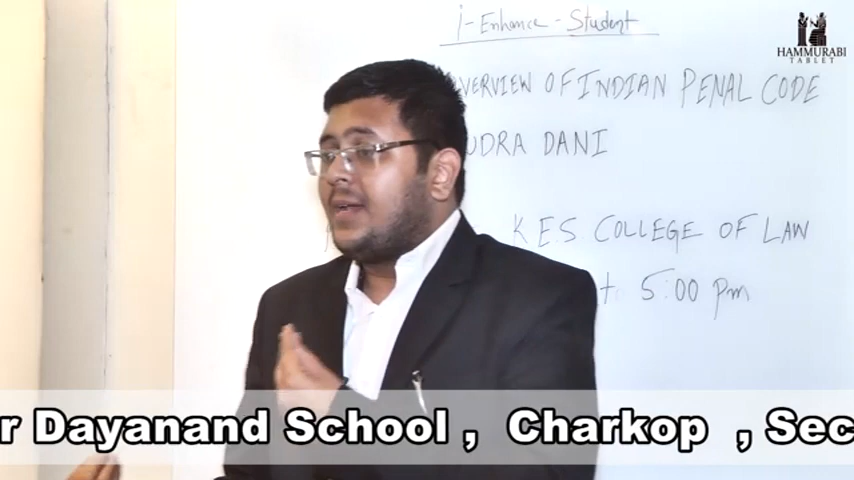 i-Enhance-Student
HAMMURABI
TABLET
OVERVIEW OF INDIAN PENAL CODE
UDRA DANI
K.E.S. COLLEGE OF LAW
t 5:00 pm
r Dayanand School , Charkop , Sec